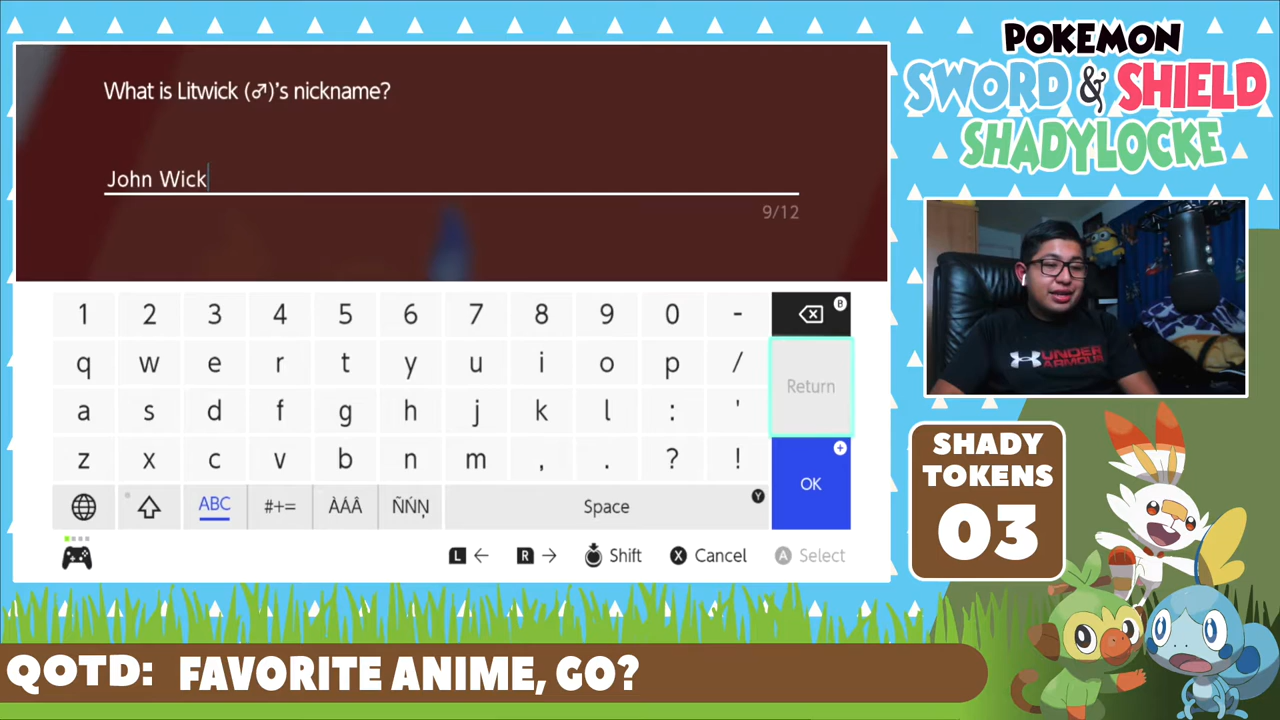 What is Litwick (♂)'s nickname?
John Wick
9/12
1 2 3 4 5 6 7 8 9 0 - B
q w e r t y u i o p / Return
a s d f g h j k l : '
z x c v b n m , . ? ! + OK
ABC #+= ÀÁÂ ÑŃŅ Space Y
L ← R → Shift X Cancel A Select
POKEMON
SWORD & SHIELD
SHADYLOCKE
UNDER
ARMOUR
SHADY
TOKENS
03
QOTD: FAVORITE ANIME, GO?